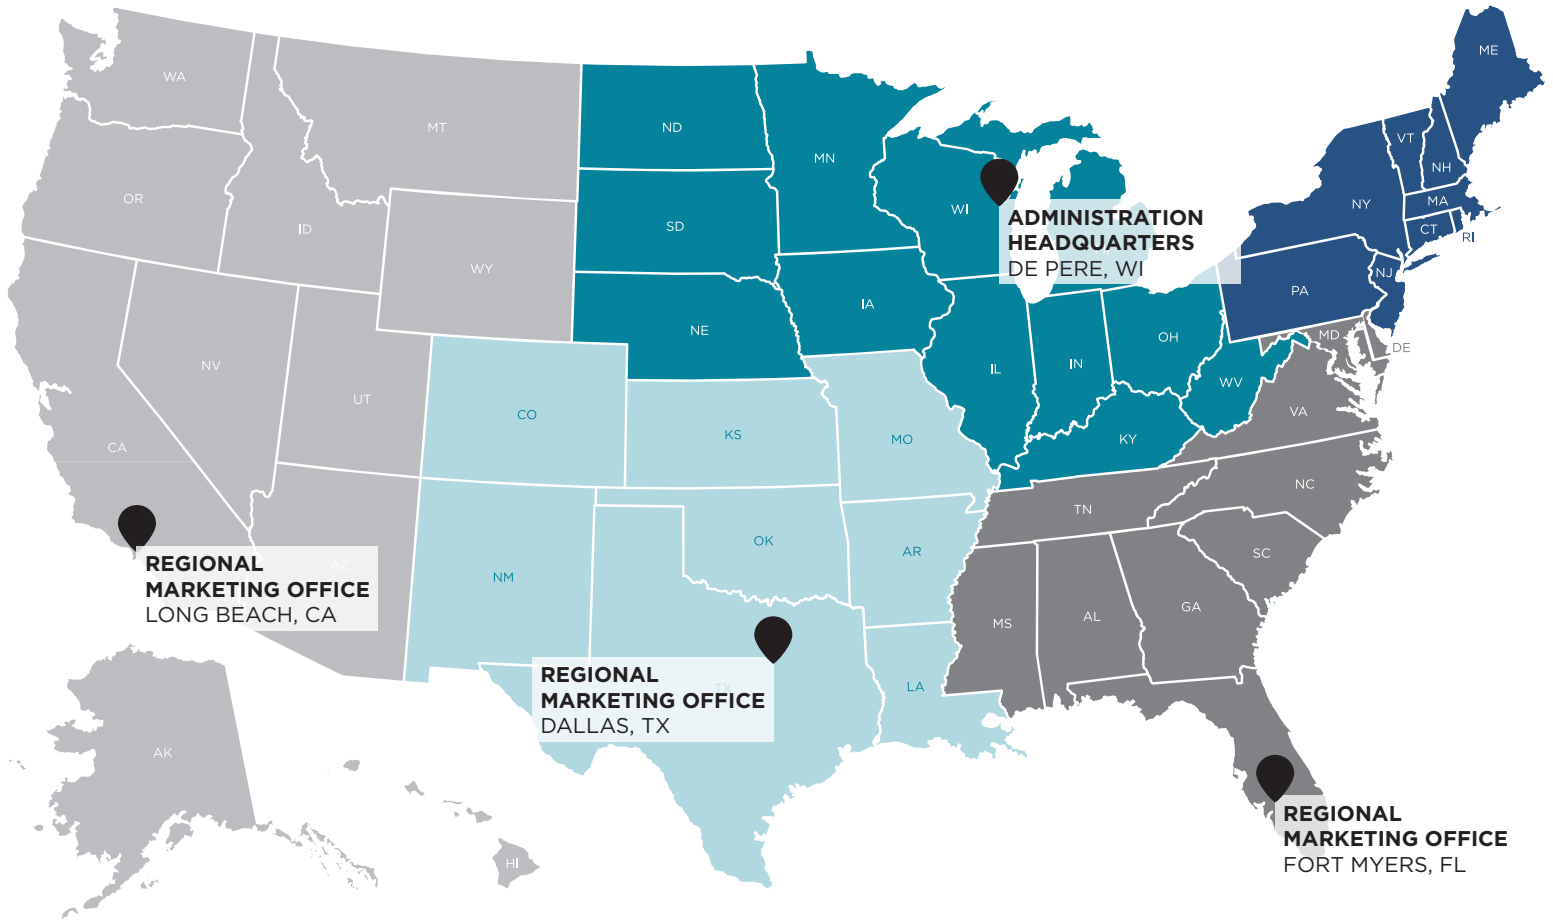 ME
WA
ND
MT
MN
VT
NH
OR
MA
NY
WI
ADMINISTRATION
HEADQUARTERS
DE PERE, WI
SD
ID
CT
RI
WY
NJ
PA
IA
NE
MD
OH
DE
NV
IN
IL
WV
UT
VA
CO
KS
MO
KY
CA
NC
TN
OK
AR
SC
AZ
REGIONAL
MARKETING OFFICE
LONG BEACH, CA
NM
GA
AL
MS
REGIONAL
TX
MARKETING OFFICE
DALLAS, TX
LA
AK
REGIONAL
MARKETING OFFICE
FORT MYERS, FL
HI